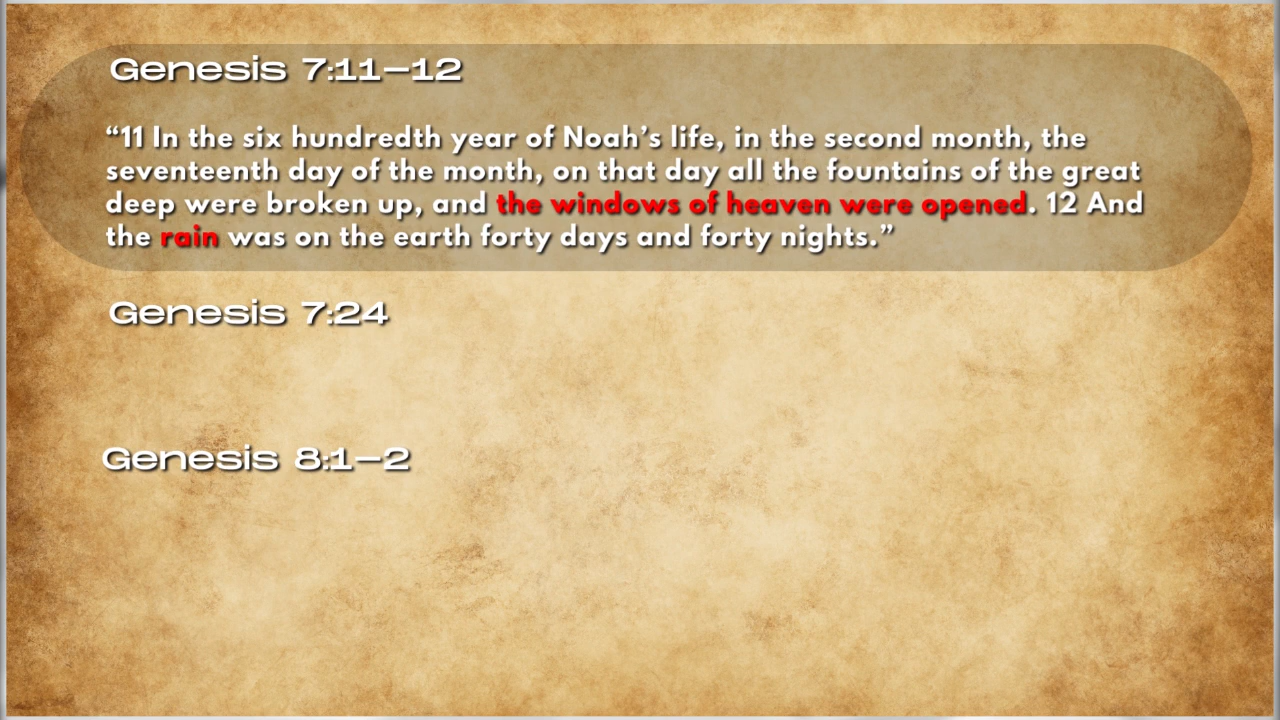 Genesis 7:11–12
“11 In the six hundredth year of Noah’s life, in the second month, the
seventeenth day of the month, on that day all the fountains of the great
deep were broken up, and the windows of heaven were opened. 12 And
the rain was on the earth forty days and forty nights.”
Genesis 7:24
Genesis 8:1–2